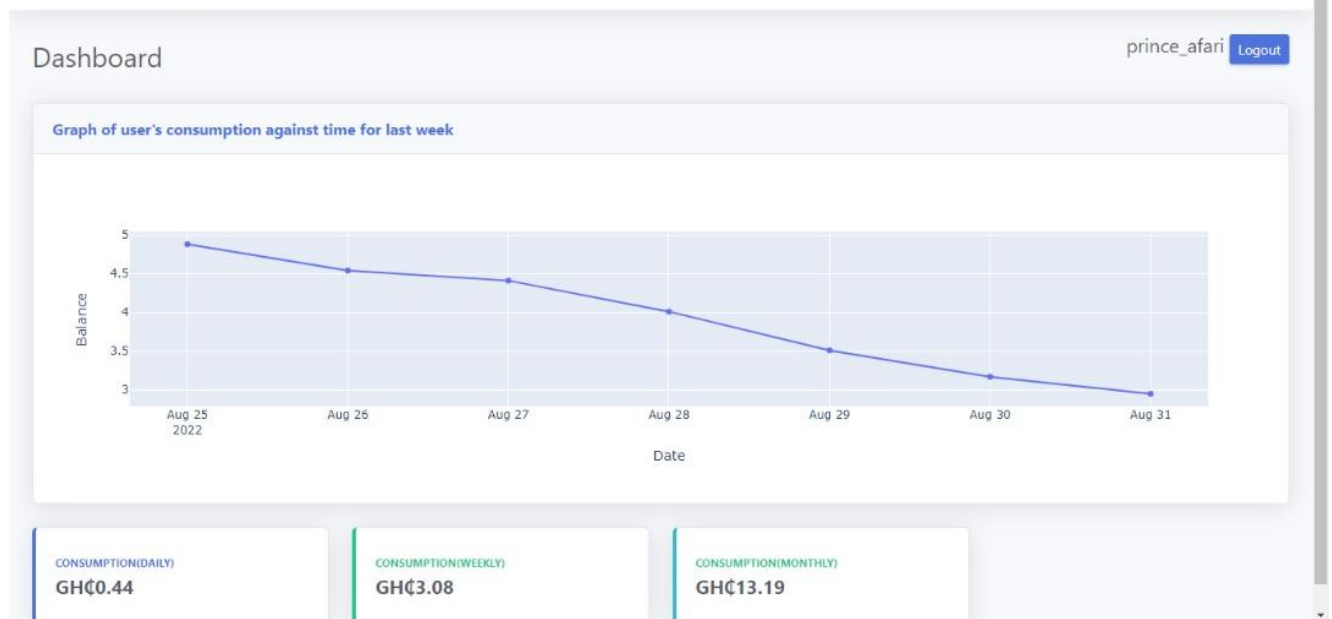 Dashboard
prince_afari Logout
Graph of user's consumption against time for last week
5
4.5
4
3.5
3
Balance
Aug 25 Aug 26 Aug 27 Aug 28 Aug 29 Aug 30 Aug 31
2022
Date
CONSUMPTION(DAILY) CONSUMPTION(WEEKLY) CONSUMPTION(MONTHLY)
GH₵0.44 GH₵3.08 GH₵13.19